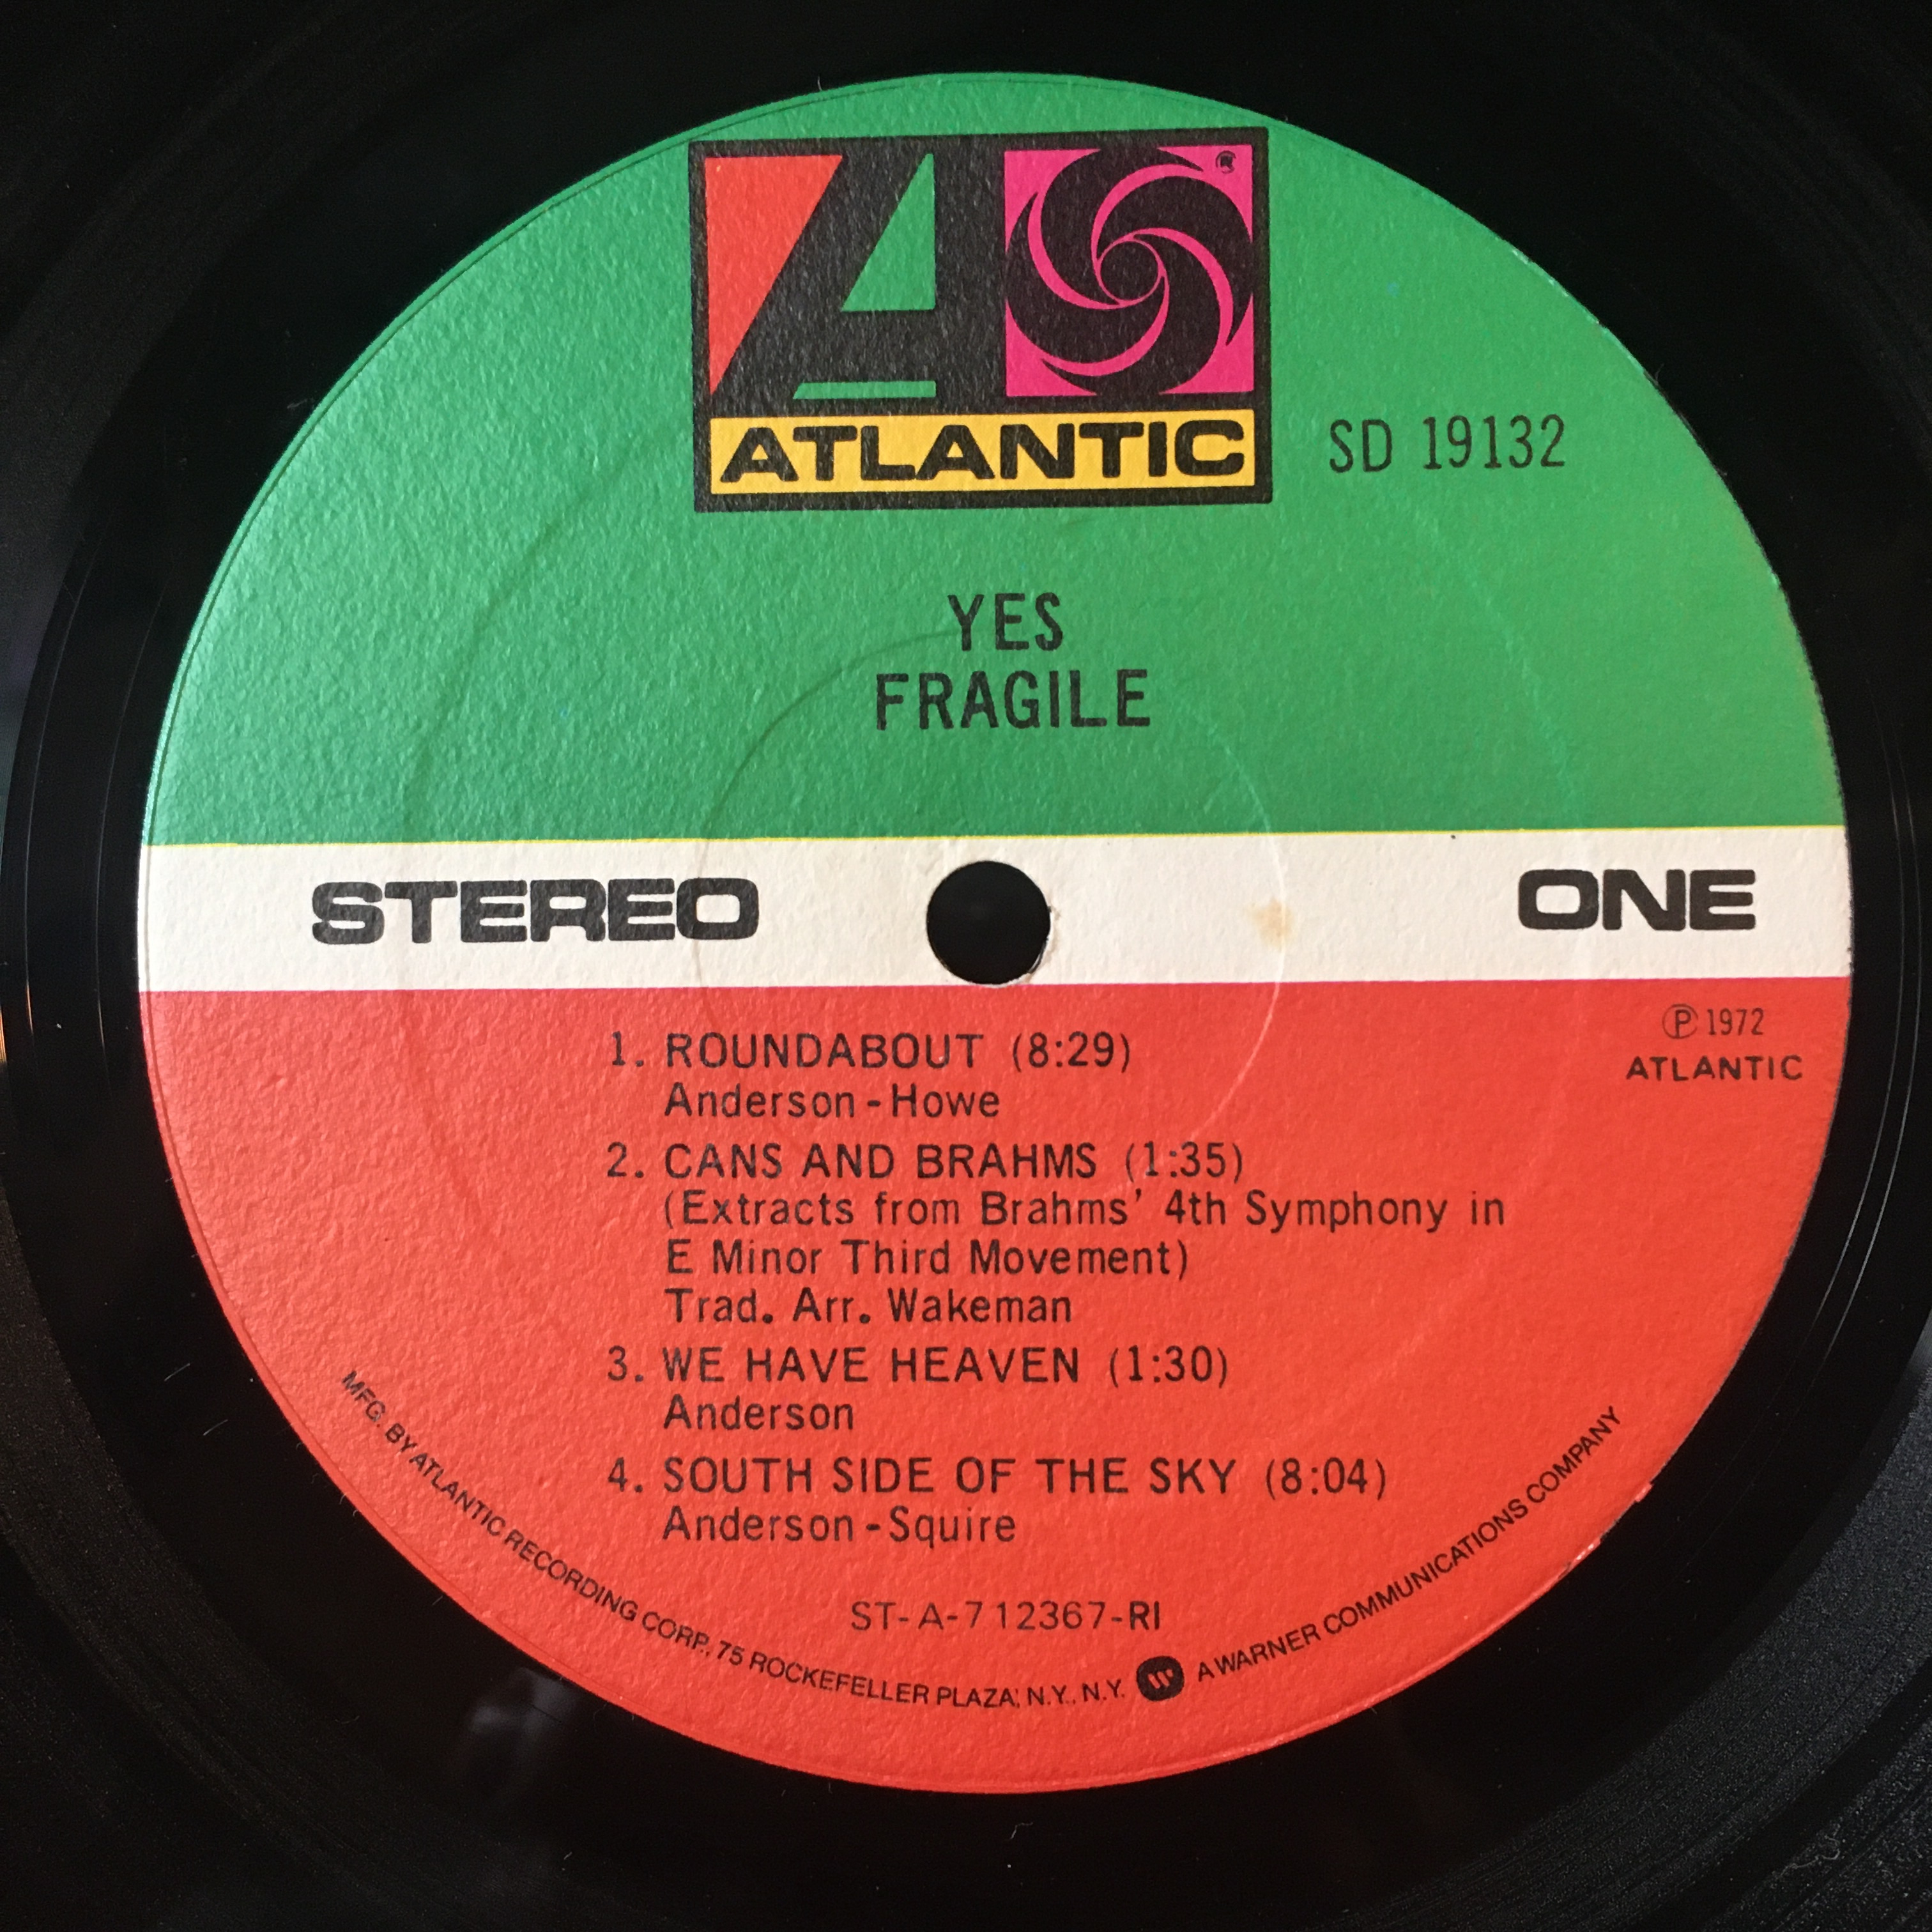 ATLANTIC
SD 19132
YES
FRAGILE
STEREO
ONE
℗ 1972
ATLANTIC
1. ROUNDABOUT (8:29)
Anderson-Howe
2. CANS AND BRAHMS (1:35)
(Extracts from Brahms' 4th Symphony in
E Minor Third Movement)
Trad. Arr. Wakeman
3. WE HAVE HEAVEN (1:30)
Anderson
4. SOUTH SIDE OF THE SKY (8:04)
Anderson-Squire
ST-A-712367-RI
MFG. BY ATLANTIC RECORDING CORP., 75 ROCKEFELLER PLAZA, N.Y., N.Y. W A WARNER COMMUNICATIONS COMPANY